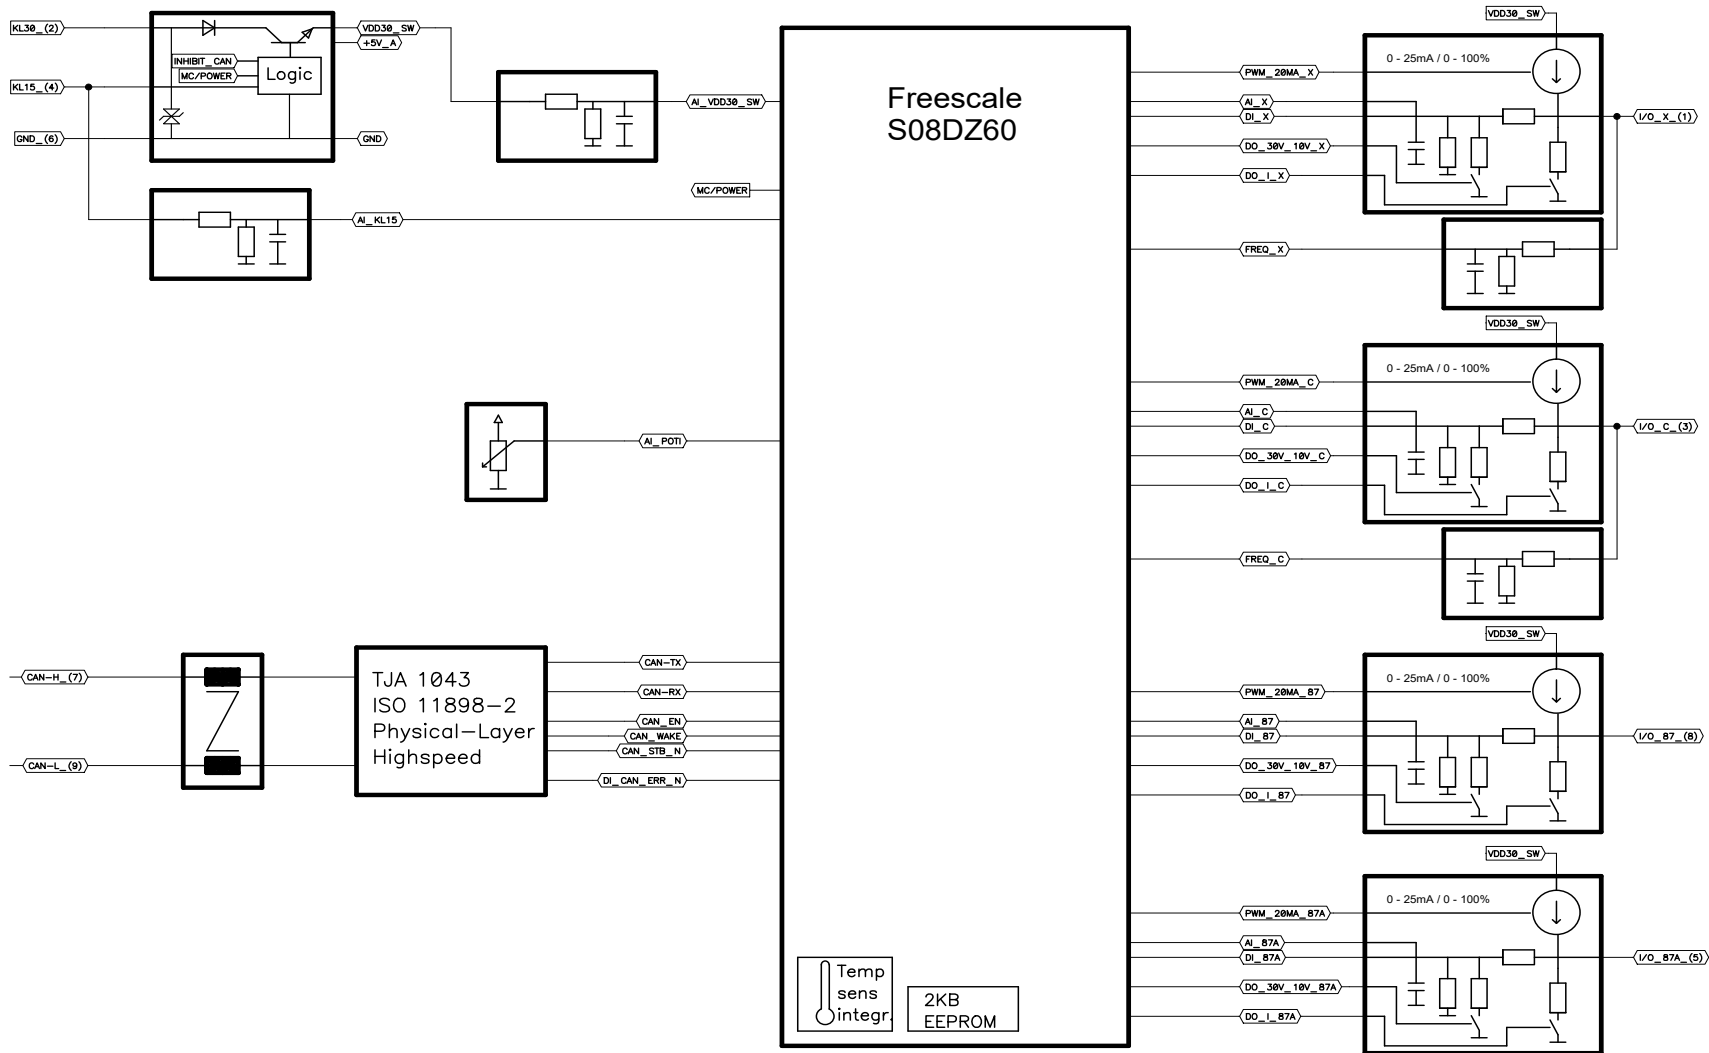 KL30_(2)
VDD30_SW
+5V_A
INHIBIT_CAN
MC/POWER
Logic
KL15_(4)
GND_(6)
GND
AI_VDD30_SW
MC/POWER
AI_KL15
AI_POTI
CAN-H_(7)
CAN-L_(9)
TJA 1043
ISO 11898-2
Physical-Layer
Highspeed
CAN-TX
CAN-RX
CAN_EN
CAN_WAKE
CAN_STB_N
DI_CAN_ERR_N
Freescale
S08DZ60
Temp
sens
integr.
2KB
EEPROM
VDD30_SW
0 - 25mA / 0 - 100%
PWM_20MA_X
AI_X
DI_X
DO_30V_10V_X
DO_I_X
I/O_X_(1)
FREQ_X
VDD30_SW
0 - 25mA / 0 - 100%
PWM_20MA_C
AI_C
DI_C
DO_30V_10V_C
DO_I_C
I/O_C_(3)
FREQ_C
VDD30_SW
0 - 25mA / 0 - 100%
PWM_20MA_87
AI_87
DI_87
DO_30V_10V_87
DO_I_87
I/O_87_(8)
VDD30_SW
0 - 25mA / 0 - 100%
PWM_20MA_87A
AI_87A
DI_87A
DO_30V_10V_87A
DO_I_87A
I/O_87A_(5)